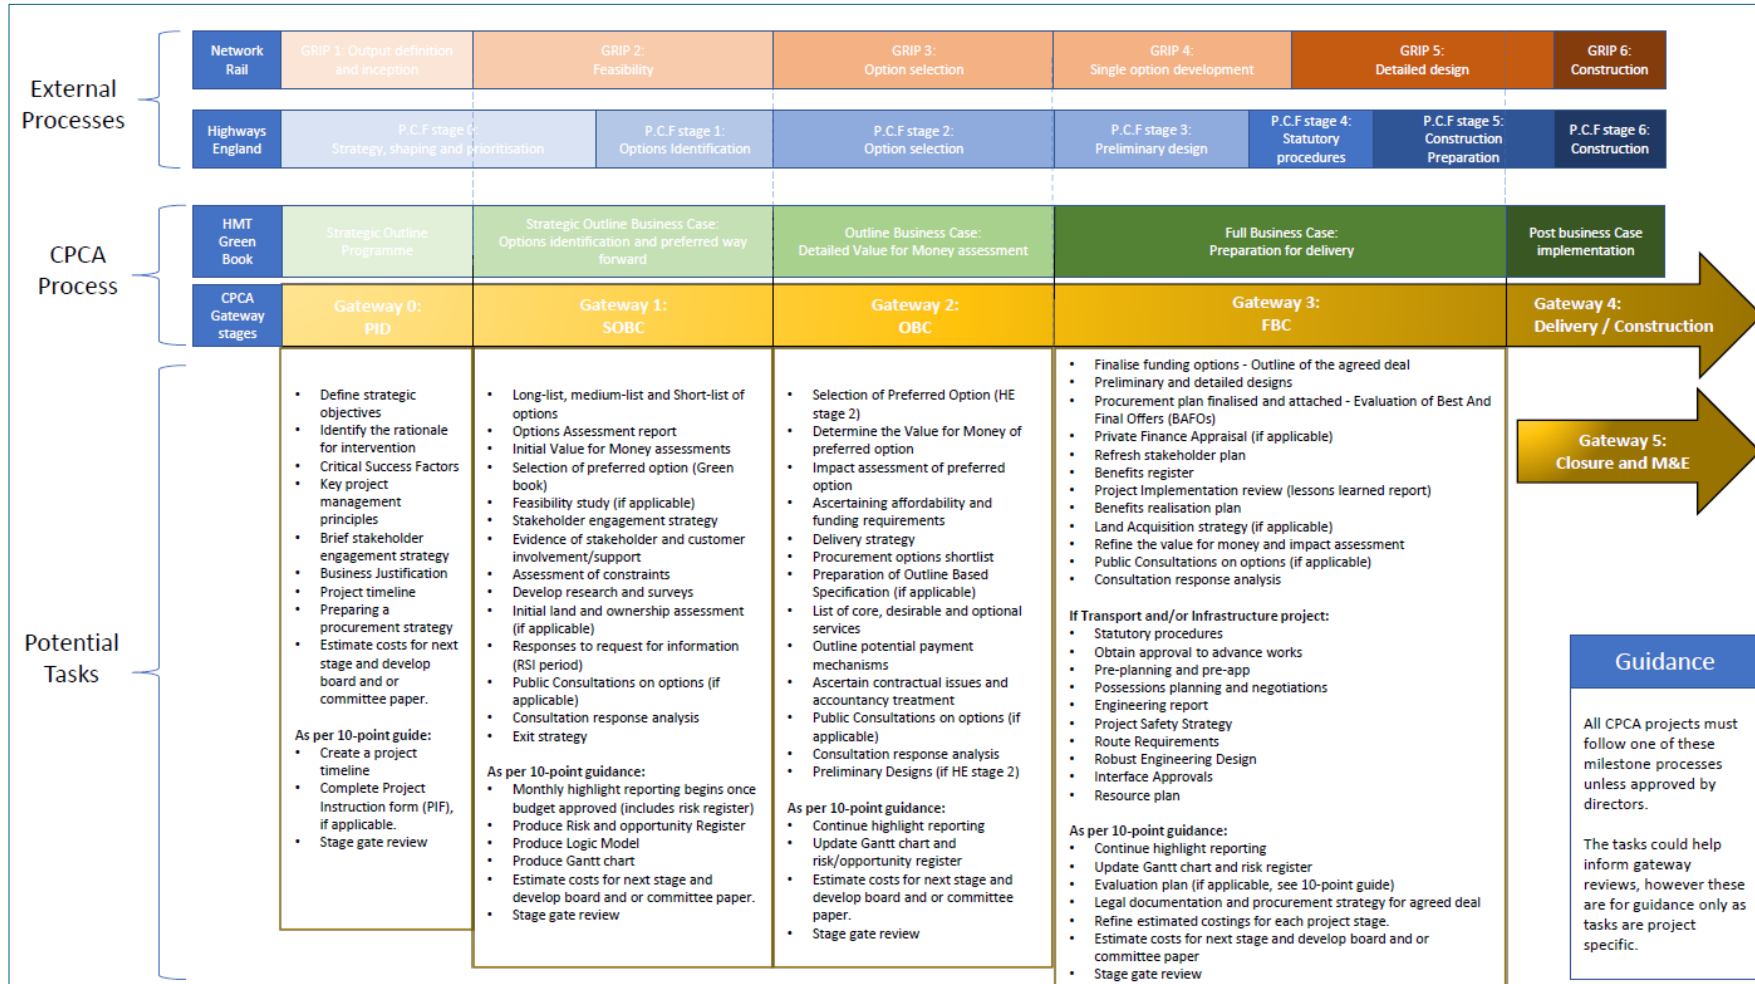 External
Processes
Network
Rail
GRIP 1: Output definition
and inception
GRIP 2:
Feasibility
GRIP 3:
Option selection
GRIP 4:
Single option development
GRIP 5:
Detailed design
GRIP 6:
Construction
Highways
England
P.C.F stage 0:
Strategy, shaping and prioritisation
P.C.F stage 1:
Options Identification
P.C.F stage 2:
Option selection
P.C.F stage 3:
Preliminary design
P.C.F stage 4:
Statutory
procedures
P.C.F stage 5:
Construction
Preparation
P.C.F stage 6:
Construction
CPCA
Process
HMT
Green
Book
Strategic Outline
Programme
Strategic Outline Business Case:
Options identification and preferred way
forward
Outline Business Case:
Detailed Value for Money assessment
Full Business Case:
Preparation for delivery
Post business Case
implementation
CPCA
Gateway
stages
Gateway 0:
PID
Gateway 1:
SOBC
Gateway 2:
OBC
Gateway 3:
FBC
Gateway 4:
Delivery / Construction
Gateway 5:
Closure and M&E
Potential
Tasks
• Define strategic
objectives
• Identify the rationale
for intervention
• Critical Success Factors
• Key project
management
principles
• Brief stakeholder
engagement strategy
• Business Justification
• Project timeline
• Preparing a
procurement strategy
• Estimate costs for next
stage and develop
board and or
committee paper.
As per 10-point guide:
• Create a project
timeline
• Complete Project
Instruction form (PIF),
if applicable.
• Stage gate review
• Long-list, medium-list and Short-list of
options
• Options Assessment report
• Initial Value for Money assessments
• Selection of preferred option (Green
book)
• Feasibility study (if applicable)
• Stakeholder engagement strategy
• Evidence of stakeholder and customer
involvement/support
• Assessment of constraints
• Develop research and surveys
• Initial land and ownership assessment
(if applicable)
• Responses to request for information
(RSI period)
• Public Consultations on options (if
applicable)
• Consultation response analysis
• Exit strategy
As per 10-point guidance:
• Monthly highlight reporting begins once
budget approved (includes risk register)
• Produce Risk and opportunity Register
• Produce Logic Model
• Produce Gantt chart
• Estimate costs for next stage and
develop board and or committee paper.
• Stage gate review
• Selection of Preferred Option (HE
stage 2)
• Determine the Value for Money of
preferred option
• Impact assessment of preferred
option
• Ascertaining affordability and
funding requirements
• Delivery strategy
• Procurement options shortlist
• Preparation of Outline Based
Specification (if applicable)
• List of core, desirable and optional
services
• Outline potential payment
mechanisms
• Ascertain contractual issues and
accountancy treatment
• Public Consultations on options (if
applicable)
• Consultation response analysis
• Preliminary Designs (if HE stage 2)
As per 10-point guidance:
• Continue highlight reporting
• Update Gantt chart and
risk/opportunity register
• Estimate costs for next stage and
develop board and or committee
paper.
• Stage gate review
• Finalise funding options - Outline of the agreed deal
• Preliminary and detailed designs
• Procurement plan finalised and attached - Evaluation of Best And
Final Offers (BAFOs)
• Private Finance Appraisal (if applicable)
• Refresh stakeholder plan
• Benefits register
• Project Implementation review (lessons learned report)
• Benefits realisation plan
• Land Acquisition strategy (if applicable)
• Refine the value for money and impact assessment
• Public Consultations on options (if applicable)
• Consultation response analysis
If Transport and/or Infrastructure project:
• Statutory procedures
• Obtain approval to advance works
• Pre-planning and pre-app
• Possessions planning and negotiations
• Engineering report
• Project Safety Strategy
• Route Requirements
• Robust Engineering Design
• Interface Approvals
• Resource plan
As per 10-point guidance:
• Continue highlight reporting
• Update Gantt chart and risk register
• Evaluation plan (if applicable, see 10-point guide)
• Legal documentation and procurement strategy for agreed deal
• Refine estimated costings for each project stage.
• Estimate costs for next stage and develop board and or
committee paper
• Stage gate review
Guidance
All CPCA projects must
follow one of these
milestone processes
unless approved by
directors.
The tasks could help
inform gateway
reviews, however these
are for guidance only as
tasks are project
specific.